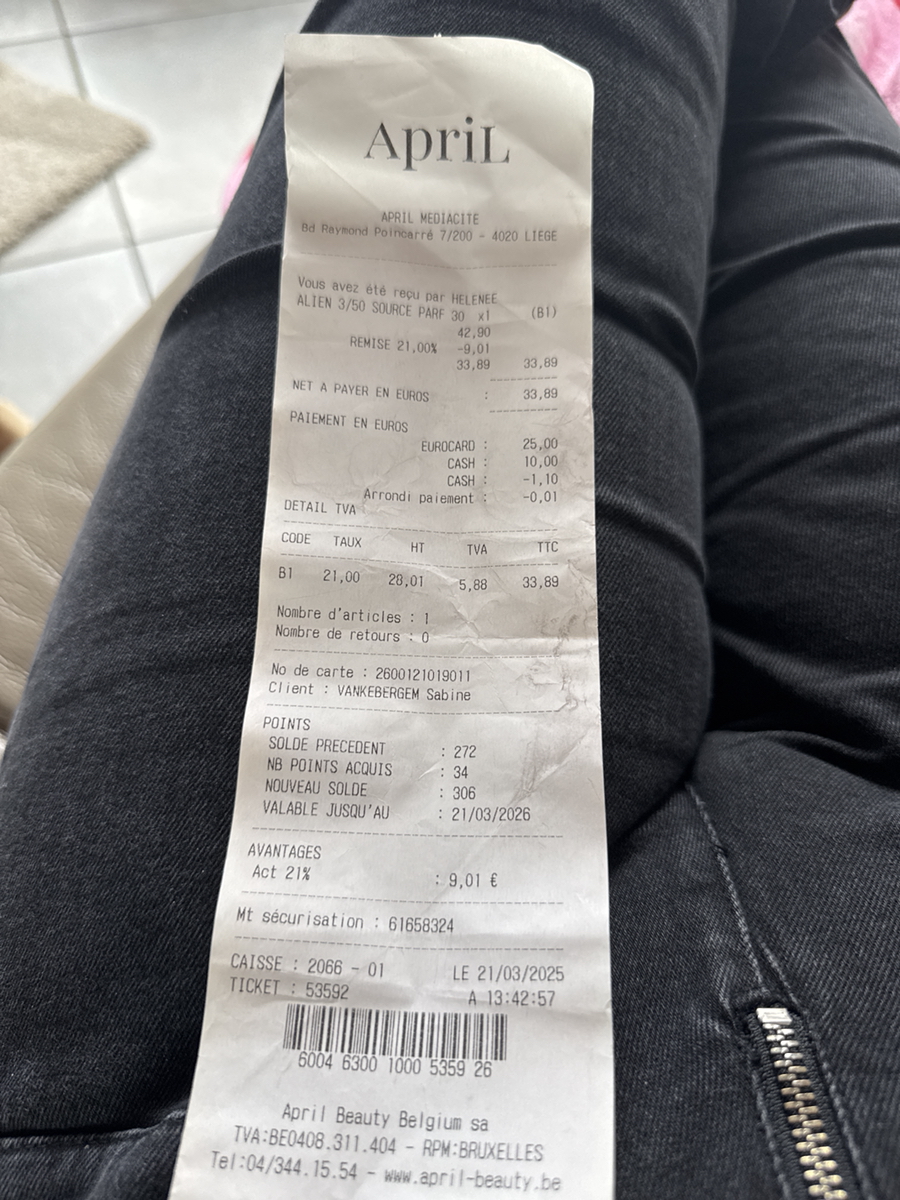 ApriL
APRIL MEDIACITE
Bd Raymond Poincarré 7/200 - 4020 LIEGE
Vous avez été reçu par HELENEE
ALIEN 3/50 SOURCE PARF 30 x1 (B1)
42,90
REMISE 21,00% -9,01
33,89 33,89
NET A PAYER EN EUROS : 33,89
PAIEMENT EN EUROS
EUROCARD : 25,00
CASH : 10,00
CASH : -1,10
Arrondi paiement : -0,01
DETAIL TVA
CODE TAUX HT TVA TTC
B1 21,00 28,01 5,88 33,89
Nombre d'articles : 1
Nombre de retours : 0
No de carte : 2600121019011
Client : VANKEBERGEM Sabine
POINTS
SOLDE PRECEDENT : 272
NB POINTS ACQUIS : 34
NOUVEAU SOLDE : 306
VALABLE JUSQU'AU : 21/03/2026
AVANTAGES
Act 21% : 9,01 €
Mt sécurisation : 61658324
CAISSE : 2066 - 01 LE 21/03/2025
TICKET : 53592 A 13:42:57
6004 6300 1000 5359 26
April Beauty Belgium sa
TVA:BE0408.311.404 - RPM:BRUXELLES
Tel:04/344.15.54 - www.april-beauty.be